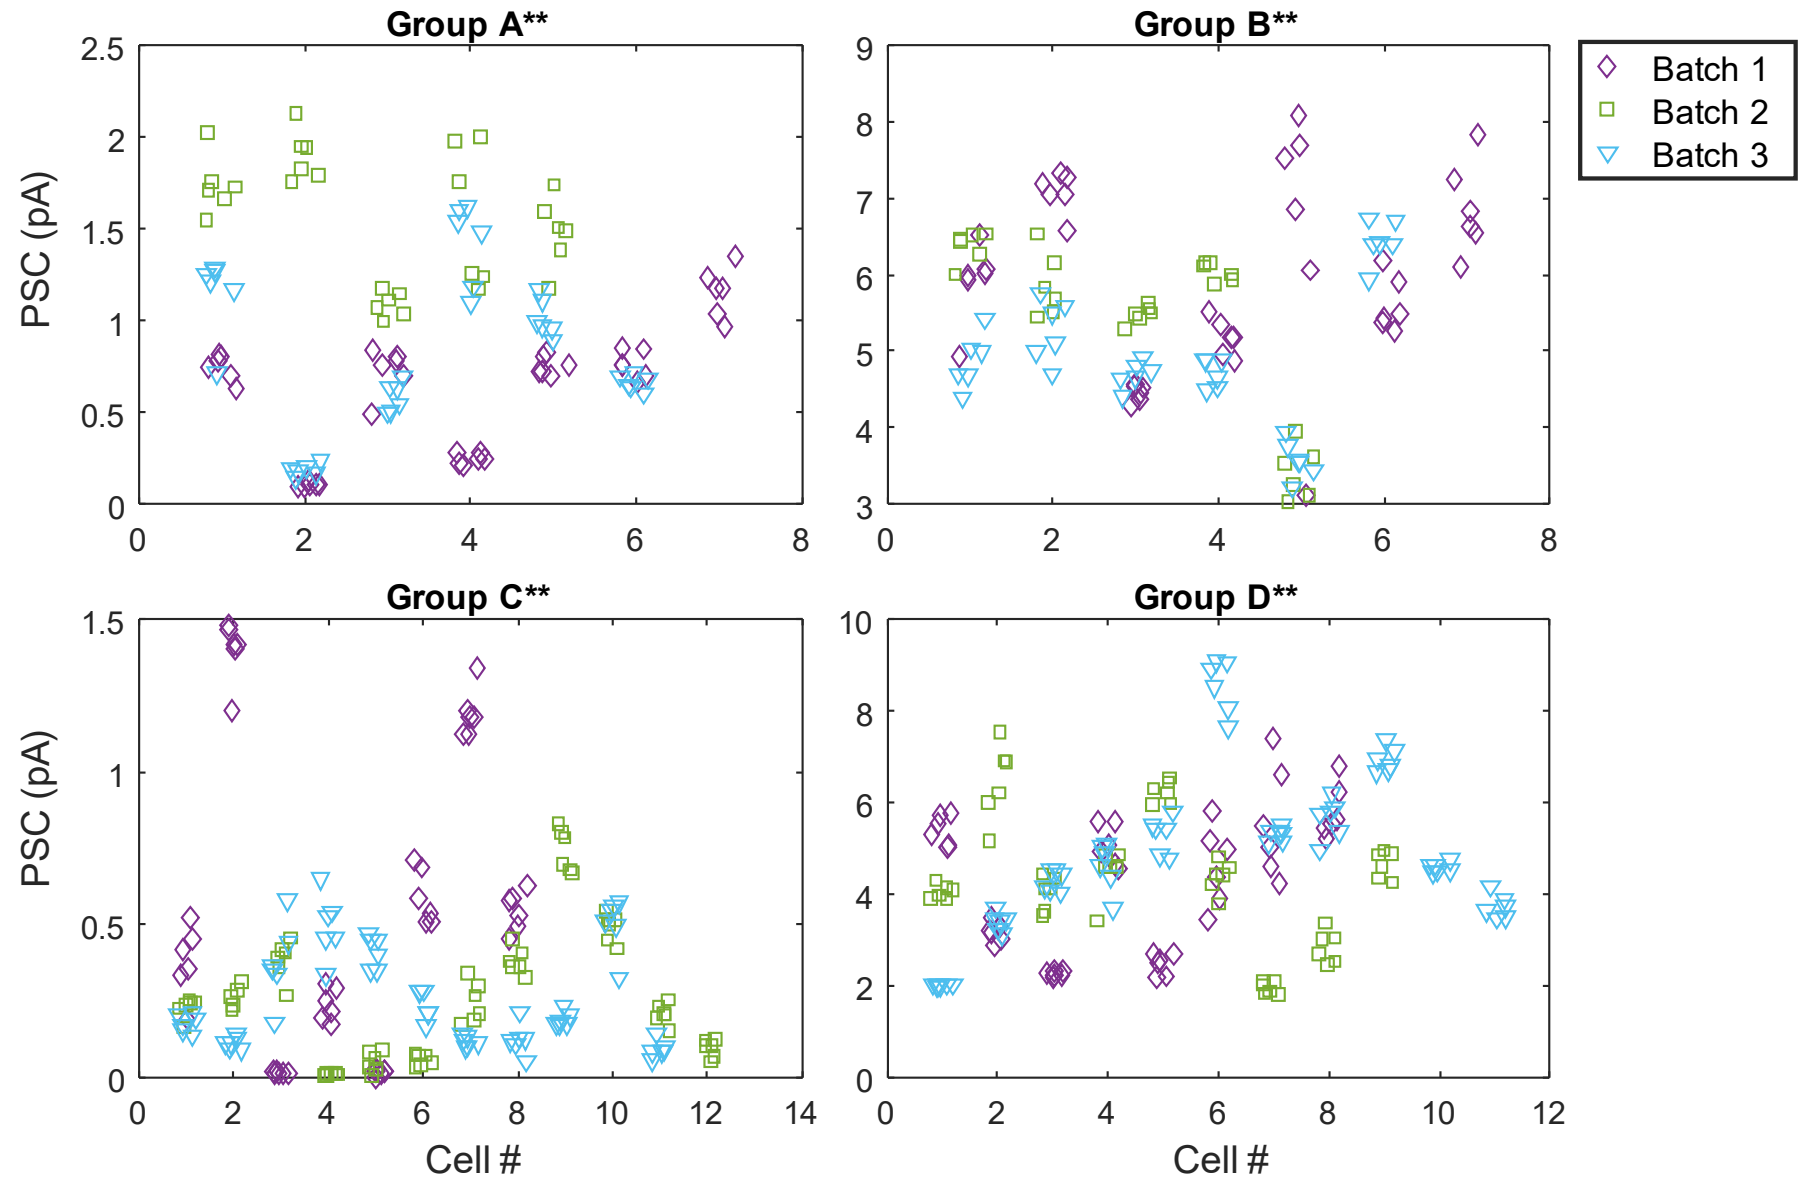 Group A**
Group B**
Batch 1
Batch 2
Batch 3
PSC (pA)
2.5
2
1.5
1
0.5
0
0 2 4 6 8
9
8
7
6
5
4
3
0 2 4 6 8
Group C**
Group D**
PSC (pA)
1.5
1
0.5
0
0 2 4 6 8 10 12 14
Cell #
10
8
6
4
2
0
0 2 4 6 8 10 12
Cell #